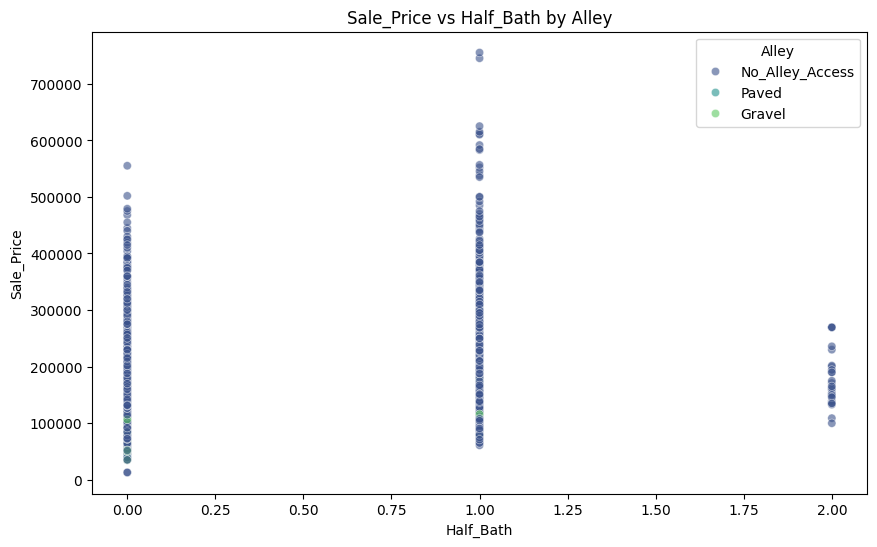 Sale_Price vs Half_Bath by Alley
Alley
No_Alley_Access
Paved
Gravel
Sale_Price
700000
600000
500000
400000
300000
200000
100000
0
0.00 0.25 0.50 0.75 1.00 1.25 1.50 1.75 2.00
Half_Bath